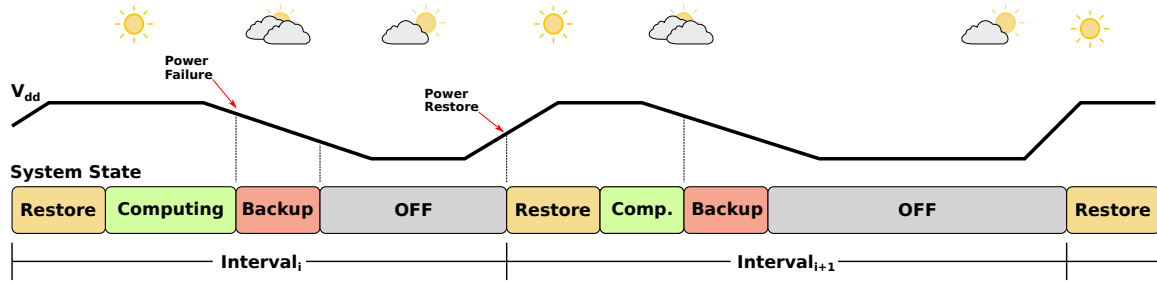 Power
Failure
Power
Restore
Vdd
System State
Restore Computing Backup OFF Restore Comp. Backup OFF Restore
Intervali Intervali+1